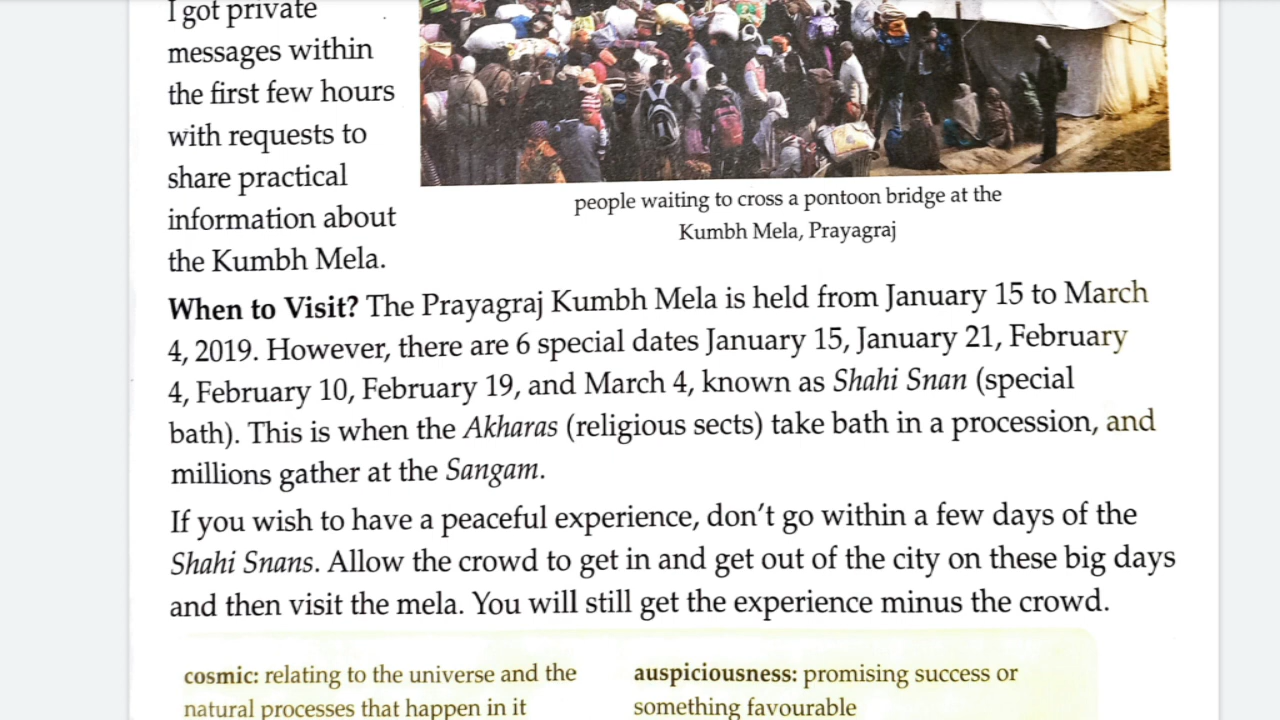 I got private
messages within
the first few hours
with requests to
share practical
information about
the Kumbh Mela.
people waiting to cross a pontoon bridge at the
Kumbh Mela, Prayagraj
When to Visit? The Prayagraj Kumbh Mela is held from January 15 to March
4, 2019. However, there are 6 special dates January 15, January 21, February
4, February 10, February 19, and March 4, known as Shahi Snan (special
bath). This is when the Akharas (religious sects) take bath in a procession, and
millions gather at the Sangam.
If you wish to have a peaceful experience, don't go within a few days of the
Shahi Snans. Allow the crowd to get in and get out of the city on these big days
and then visit the mela. You will still get the experience minus the crowd.
cosmic: relating to the universe and the
natural processes that happen in it
auspiciousness: promising success or
something favourable